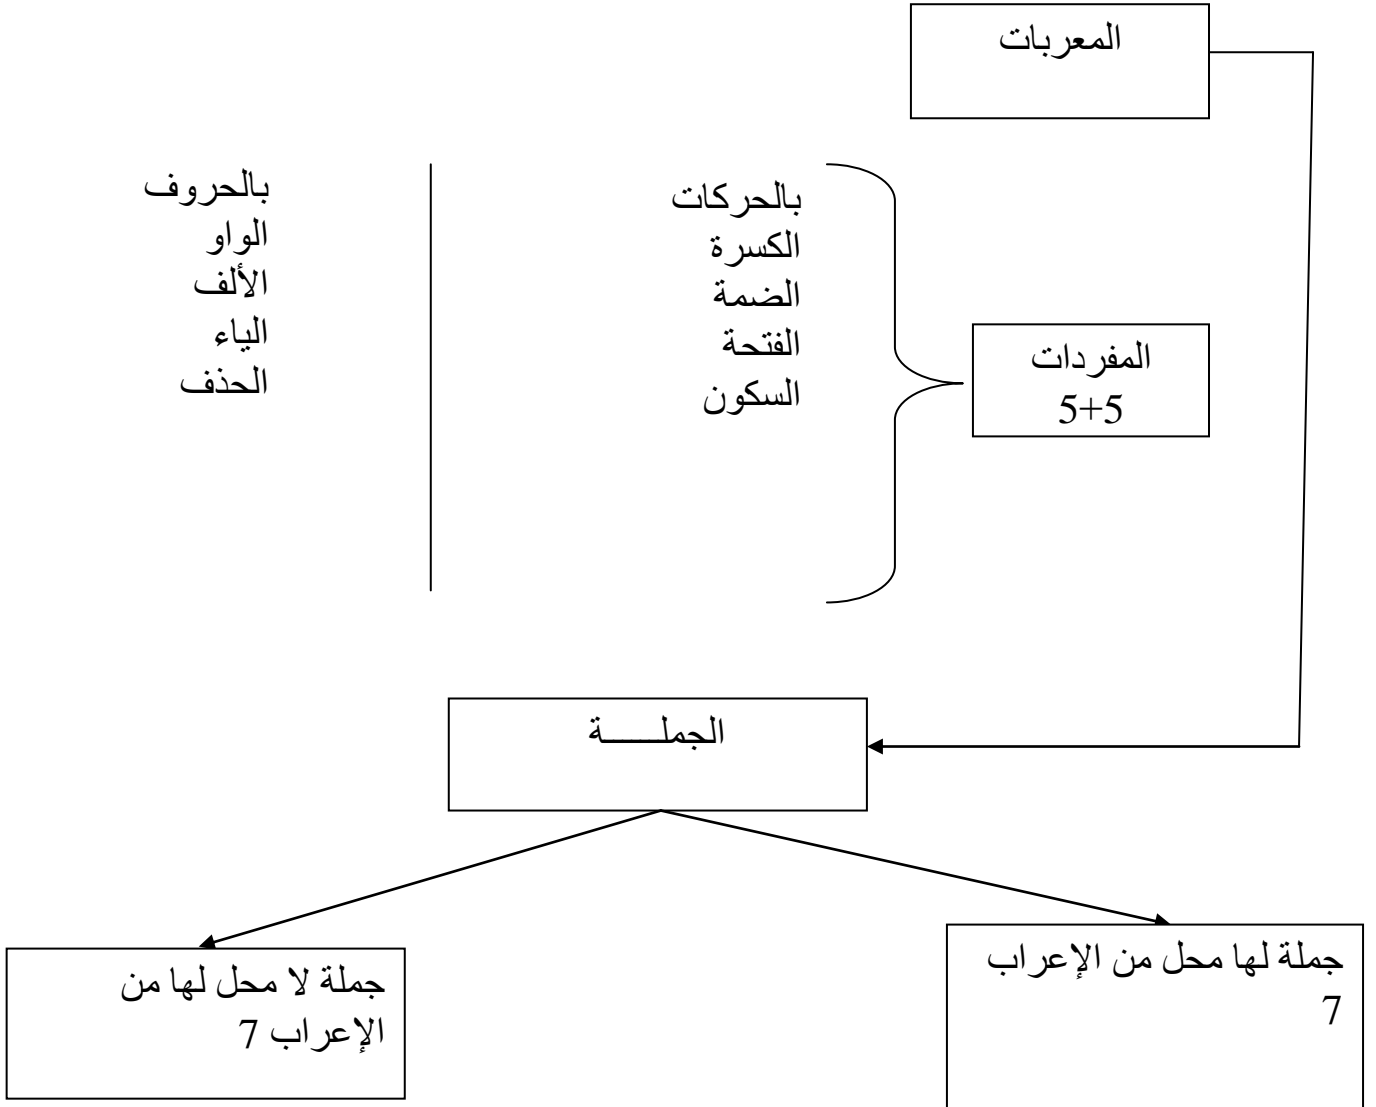 المعربات
المفردات
5+5
بالحركات
الكسرة
الضمة
الفتحة
السكون
بالحروف
الواو
الألف
الياء
الحذف
الجملـــــة
جملة لها محل من الإعراب
7
جملة لا محل لها من
الإعراب 7